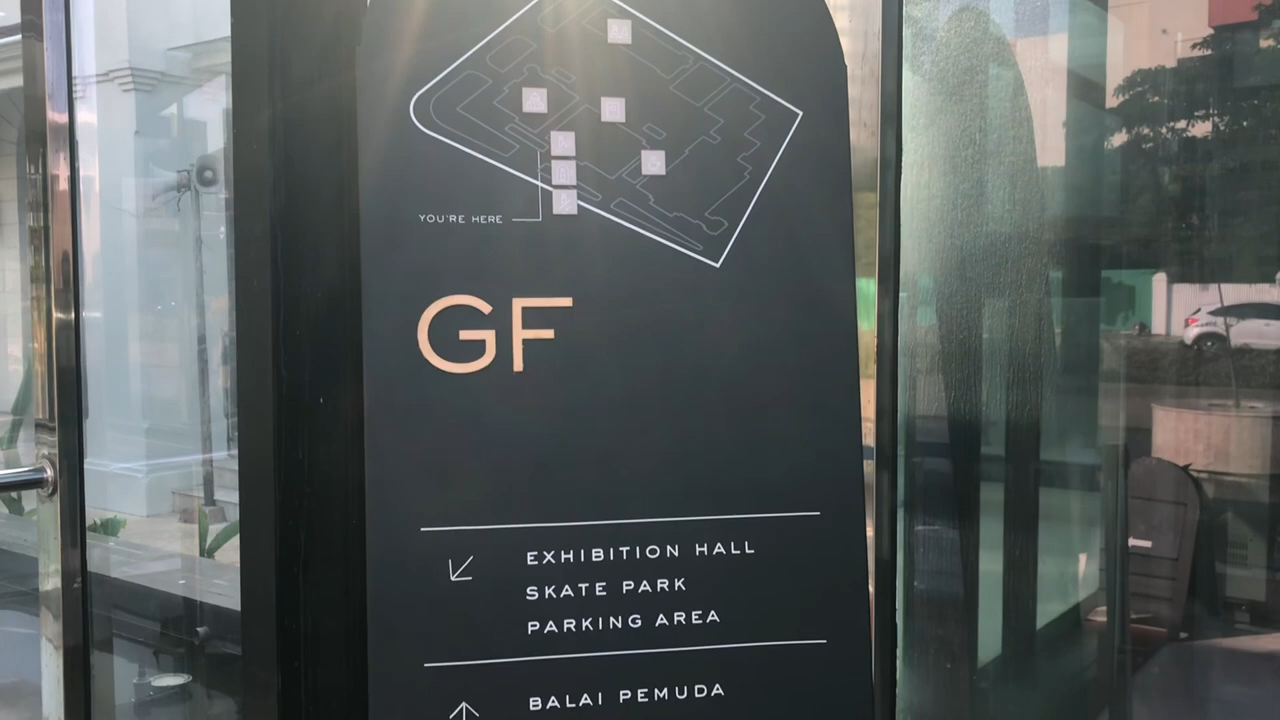 YOU'RE HERE
GF
EXHIBITION HALL
SKATE PARK
PARKING AREA
BALAI PEMUDA